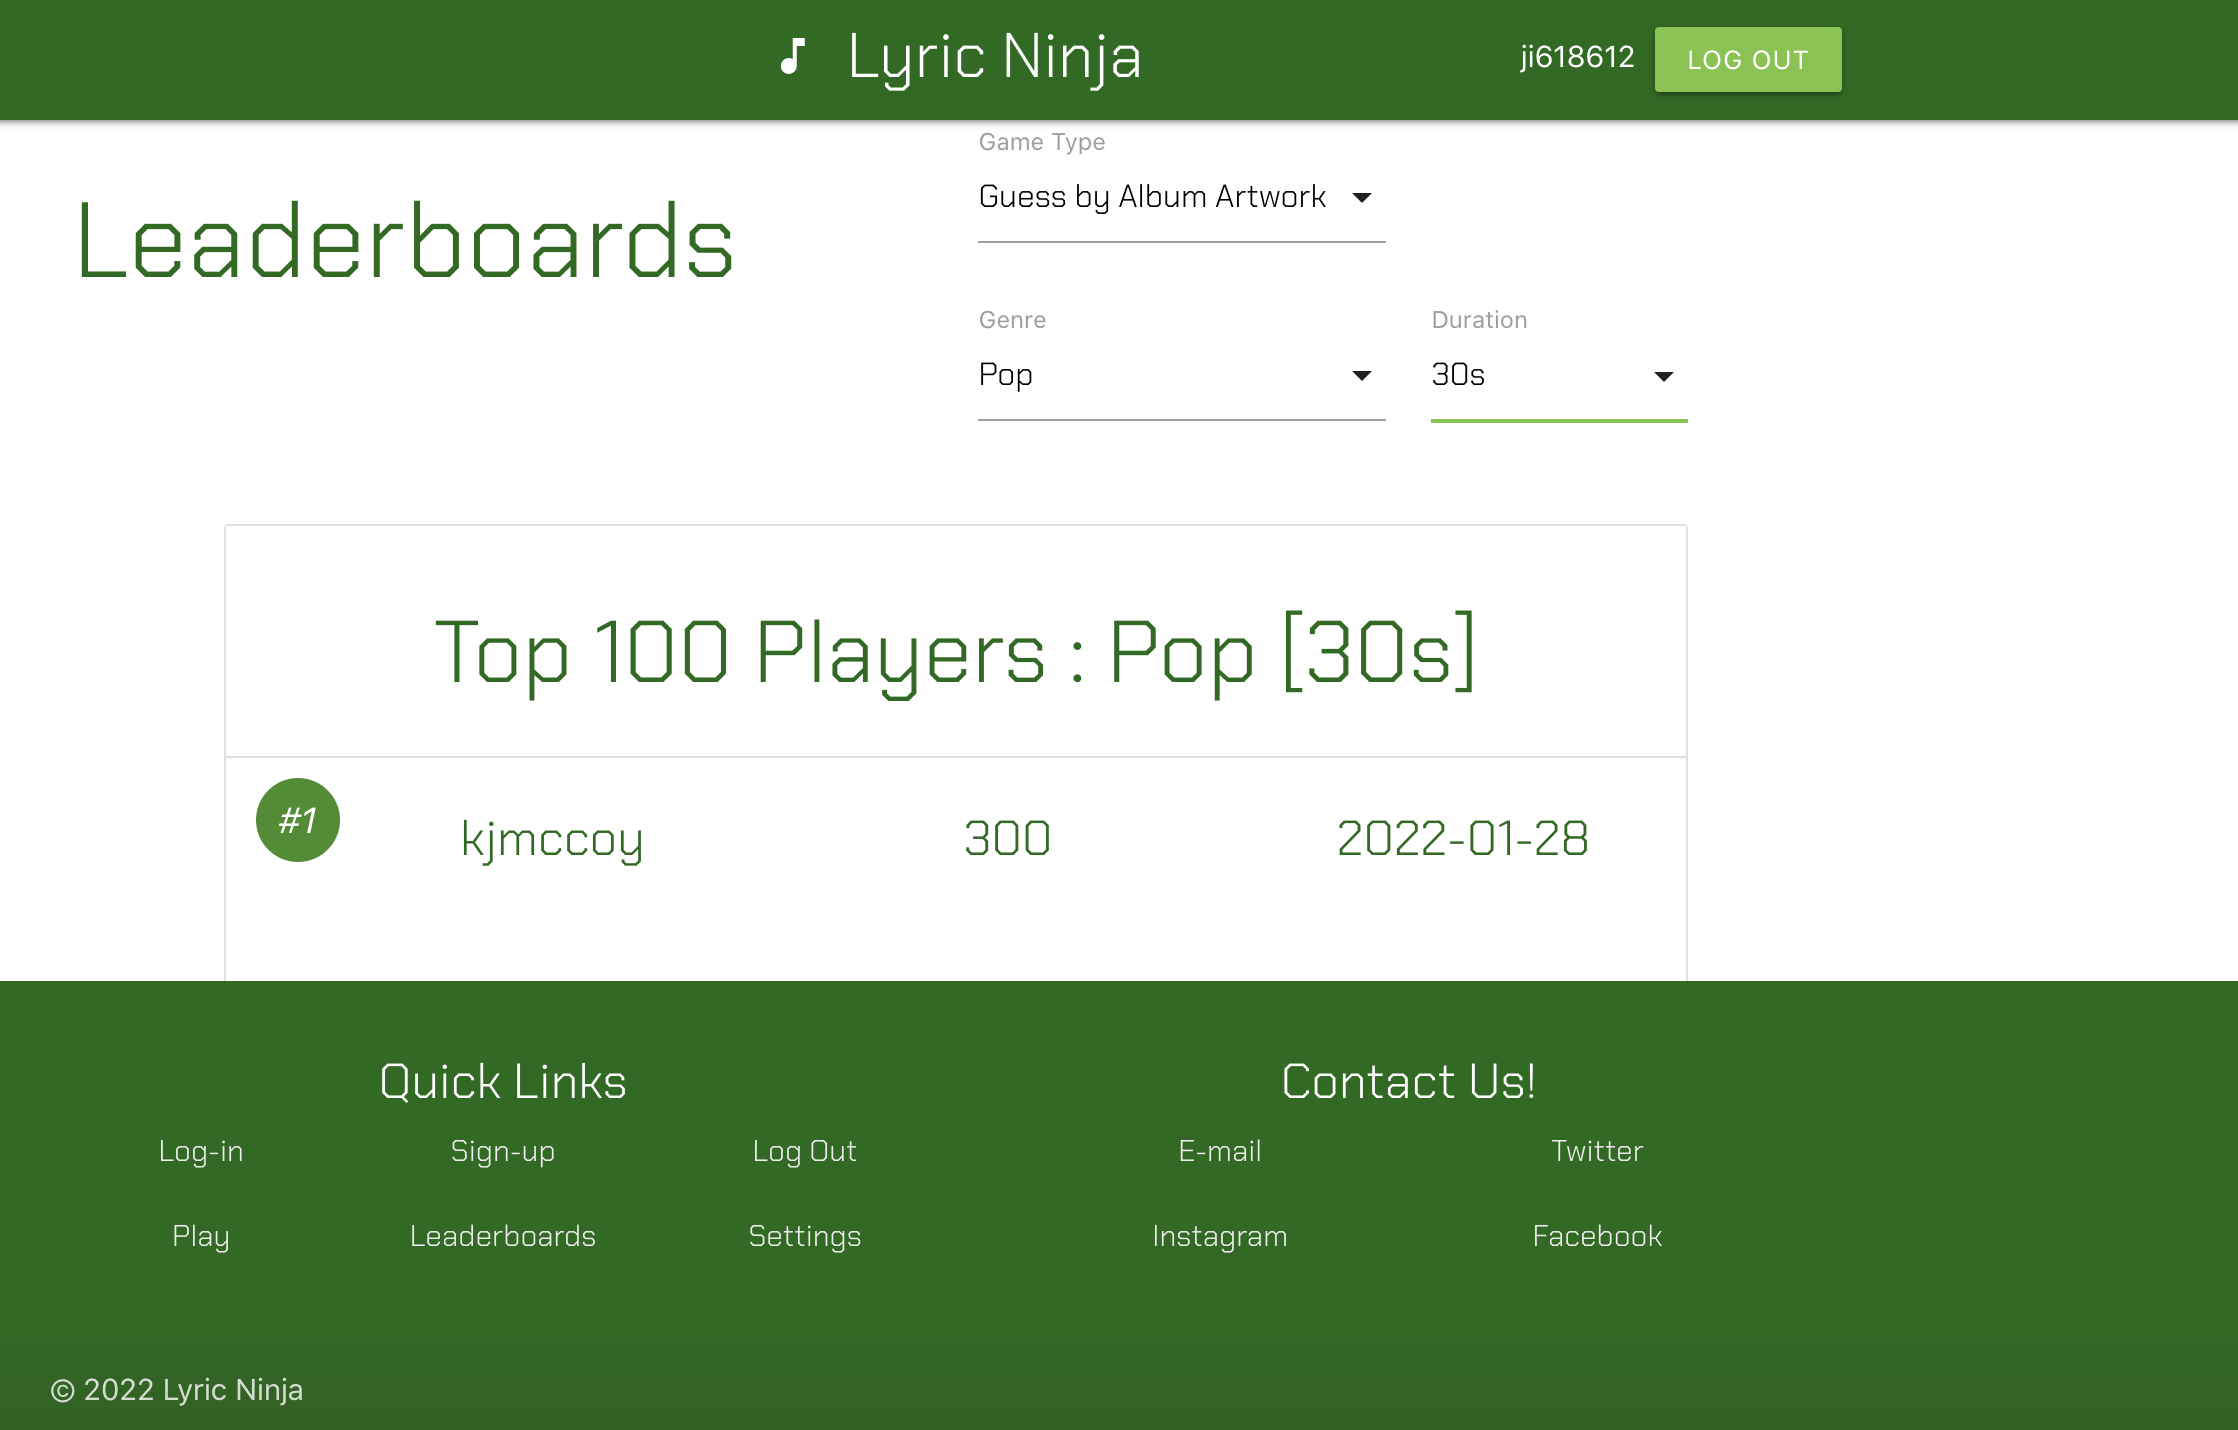 Lyric Ninja
ji618612
LOG OUT
Leaderboards
Game Type
Guess by Album Artwork
Genre
Duration
Pop
30s
Top 100 Players : Pop [30s]
#1 kjmccoy 300 2022-01-28
Quick Links
Contact Us!
Log-in Sign-up Log Out E-mail Twitter
Play Leaderboards Settings Instagram Facebook
© 2022 Lyric Ninja